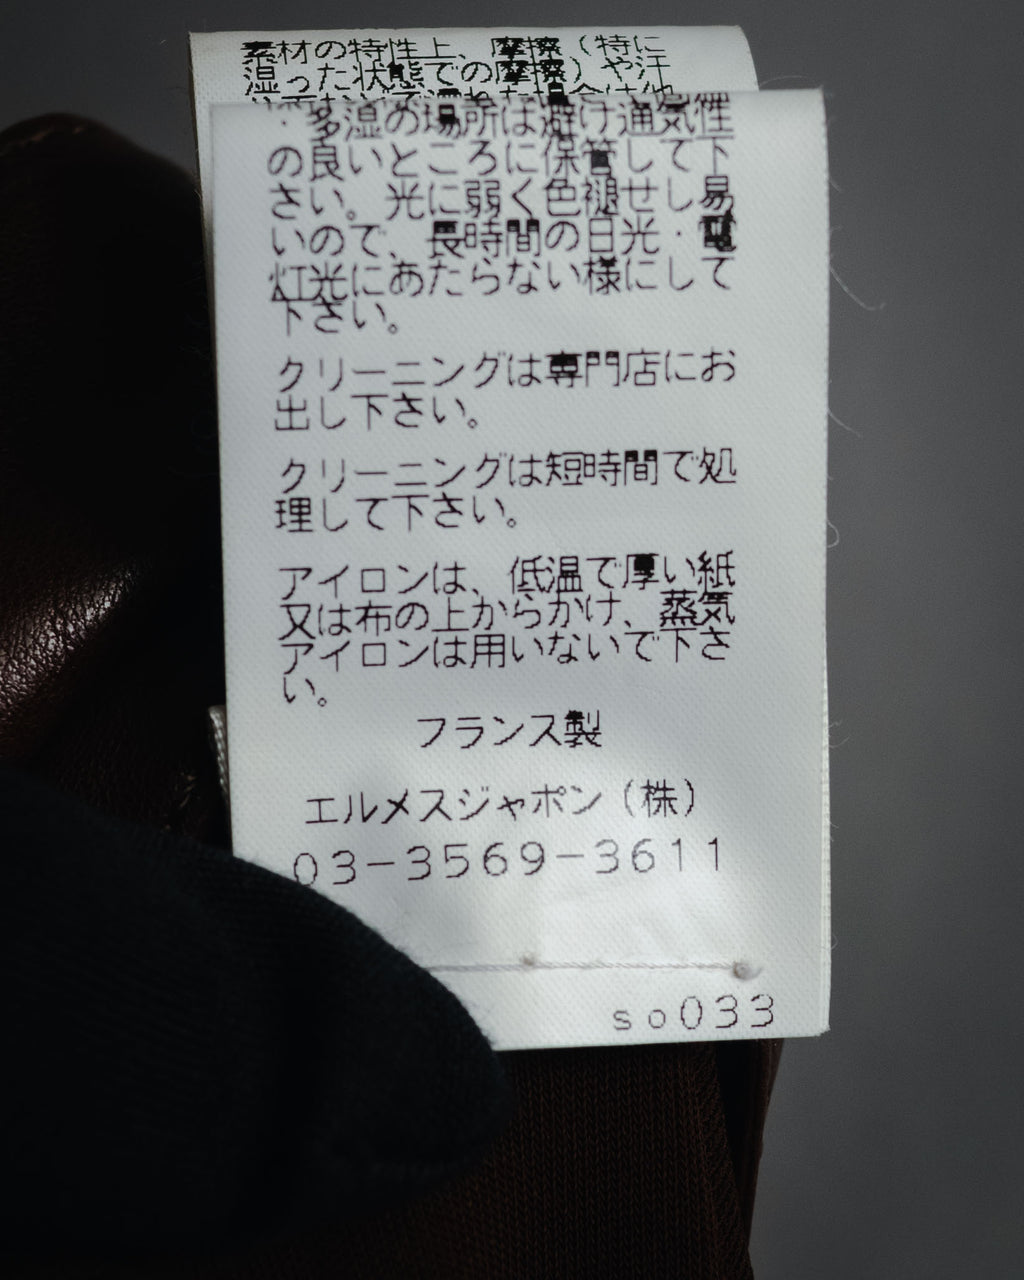 素材の特性上、摩擦（特に
湿った状態での摩擦）や汗
・多湿の場所は避け通気性
の良いところに保管して下
さい。光に弱く色褪せし易
いので、長時間の日光・電
灯光にあたらない様にして
下さい。
クリーニングは専門店にお
出し下さい。
クリーニングは短時間で処
理して下さい。
アイロンは、低温で厚い紙
又は布の上からかけ、蒸気
アイロンは用いないで下さ
い。
フランス製
エルメスジャポン（株）
03-3569-3611
so033